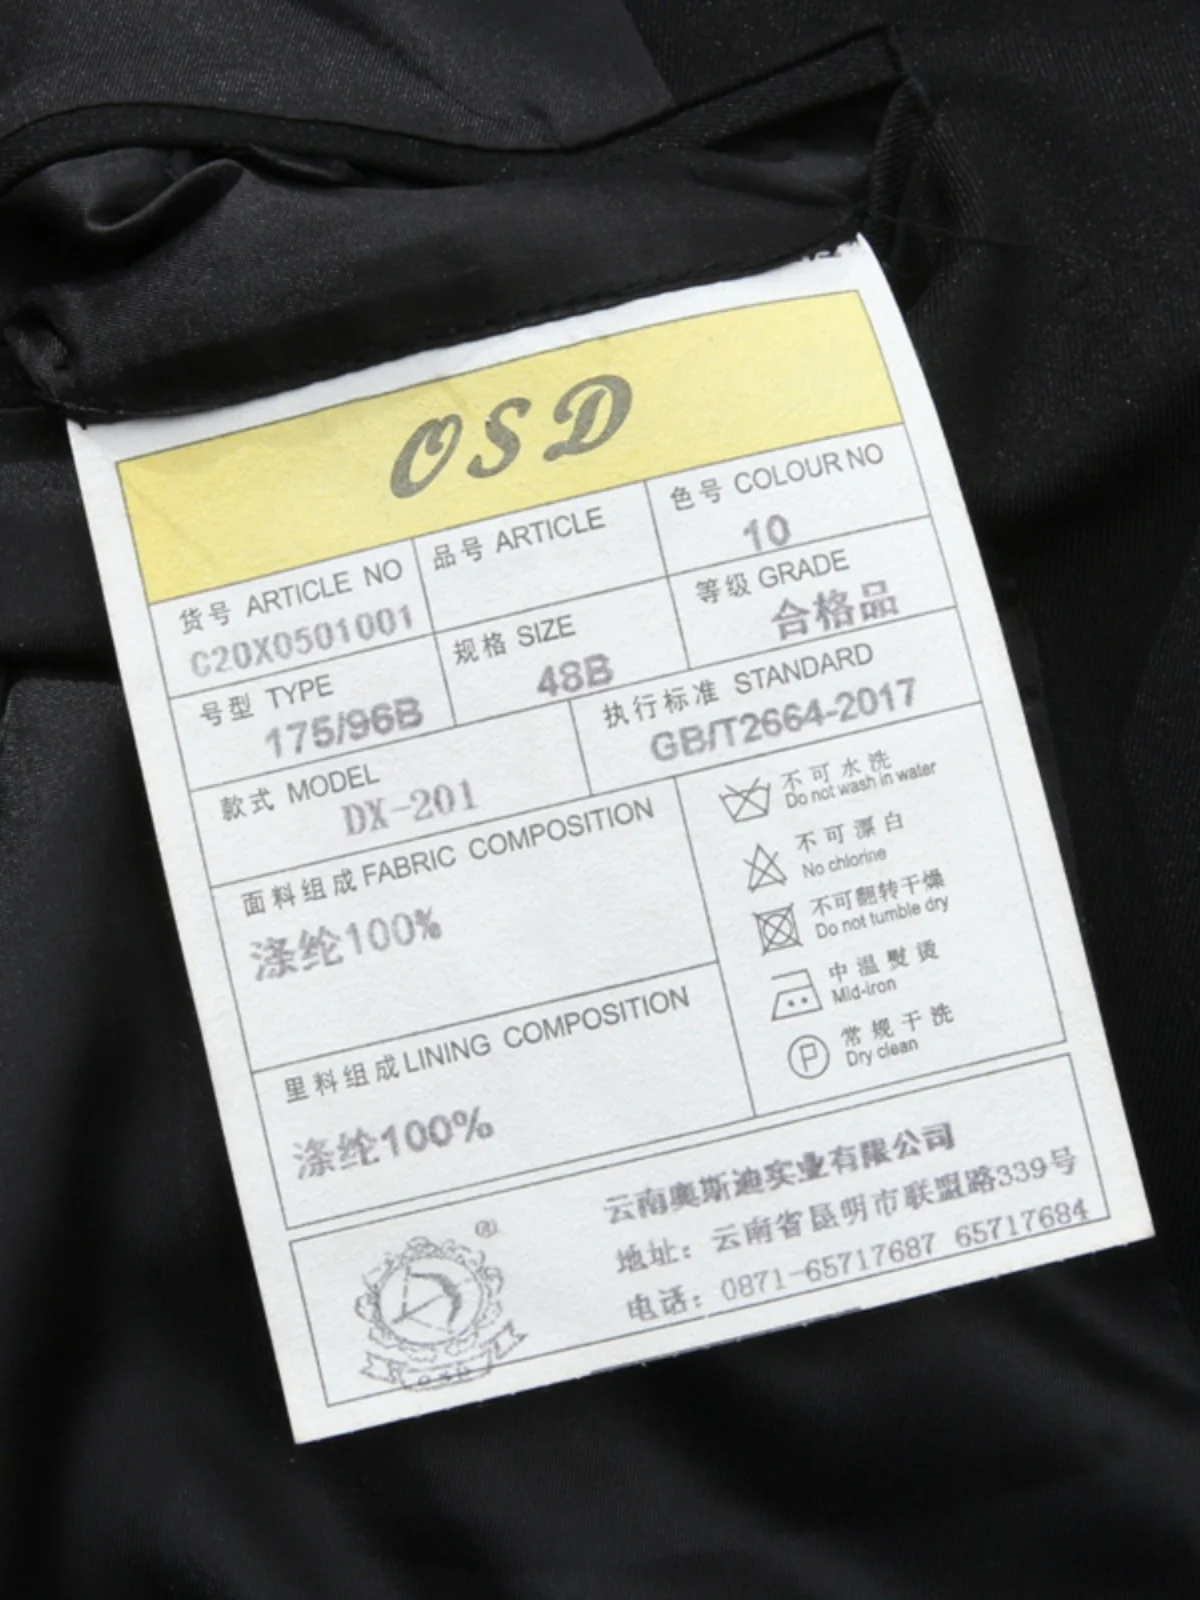 OSD
货号 ARTICLE NO
C20X0501001
品号 ARTICLE
色号 COLOUR NO
10
号型 TYPE
175/96B
规格 SIZE
48B
等级 GRADE
合格品
款式 MODEL
DX-201
执行标准 STANDARD
GB/T2664-2017
面料组成 FABRIC COMPOSITION
涤纶100%
里料组成 LINING COMPOSITION
涤纶100%
不可水洗
Do not wash in water
不可漂白
No chlorine
不可翻转干燥
Do not tumble dry
中温熨烫
Mid-iron
P
常规干洗
Dry clean
云南奥斯迪实业有限公司
地址：云南省昆明市联盟路339号
电话：0871-65717687 65717684
OSD